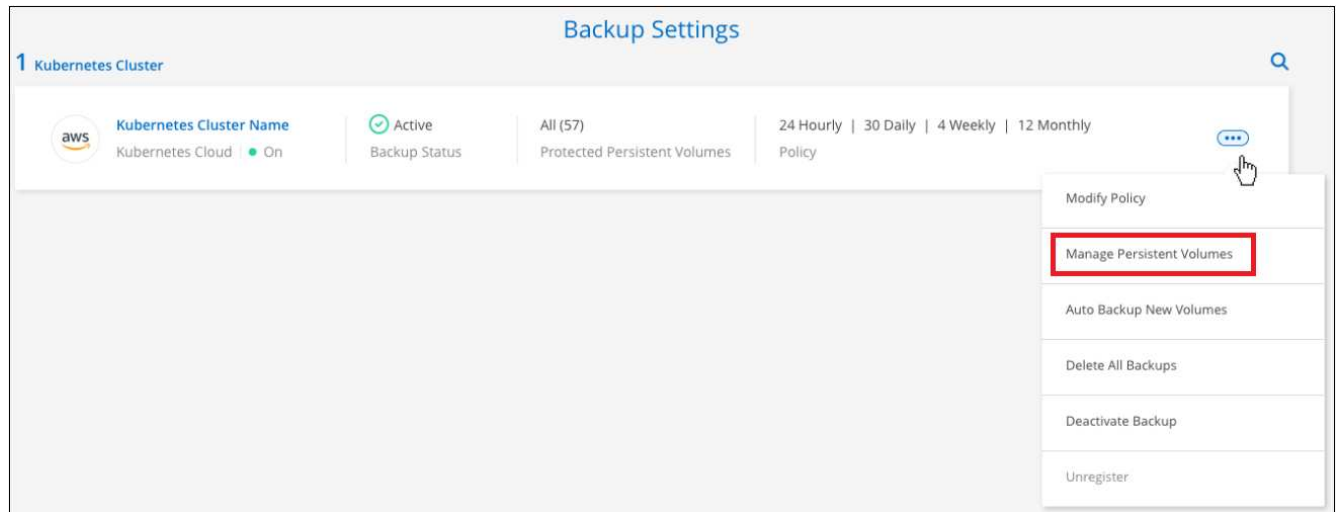 Backup Settings
1 Kubernetes Cluster
aws
Kubernetes Cluster Name
Kubernetes Cloud | On
Active
Backup Status
All (57)
Protected Persistent Volumes
24 Hourly | 30 Daily | 4 Weekly | 12 Monthly
Policy
Modify Policy
Manage Persistent Volumes
Auto Backup New Volumes
Delete All Backups
Deactivate Backup
Unregister